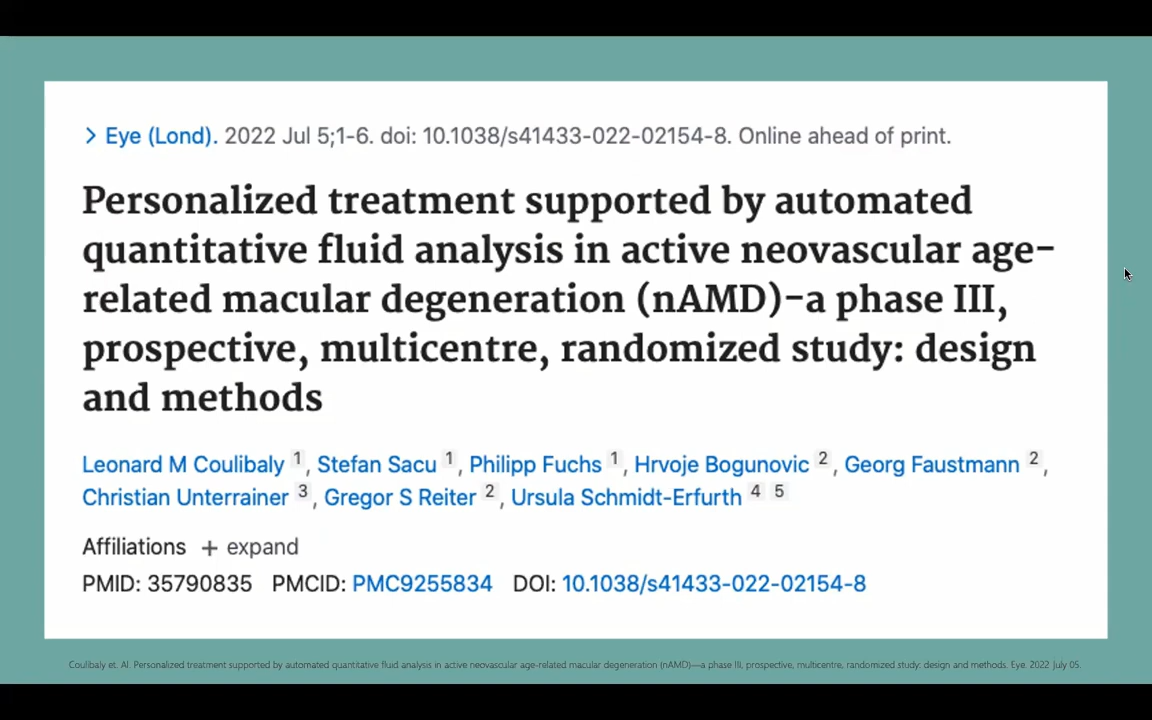 > Eye (Lond). 2022 Jul 5;1-6. doi: 10.1038/s41433-022-02154-8. Online ahead of print.
Personalized treatment supported by automated
quantitative fluid analysis in active neovascular age-
related macular degeneration (nAMD)-a phase III,
prospective, multicentre, randomized study: design
and methods
Leonard M Coulibaly 1, Stefan Sacu 1, Philipp Fuchs 1, Hrvoje Bogunovic 2, Georg Faustmann 2,
Christian Unterrainer 3, Gregor S Reiter 2, Ursula Schmidt-Erfurth 4 5
Affiliations + expand
PMID: 35790835 PMCID: PMC9255834 DOI: 10.1038/s41433-022-02154-8
Coulibaly et. Al. Personalized treatment supported by automated quantitative fluid analysis in active neovascular age-related macular degeneration (nAMD)—a phase III, prospective, multicentre, randomized study: design and methods. Eye. 2022 July 05.